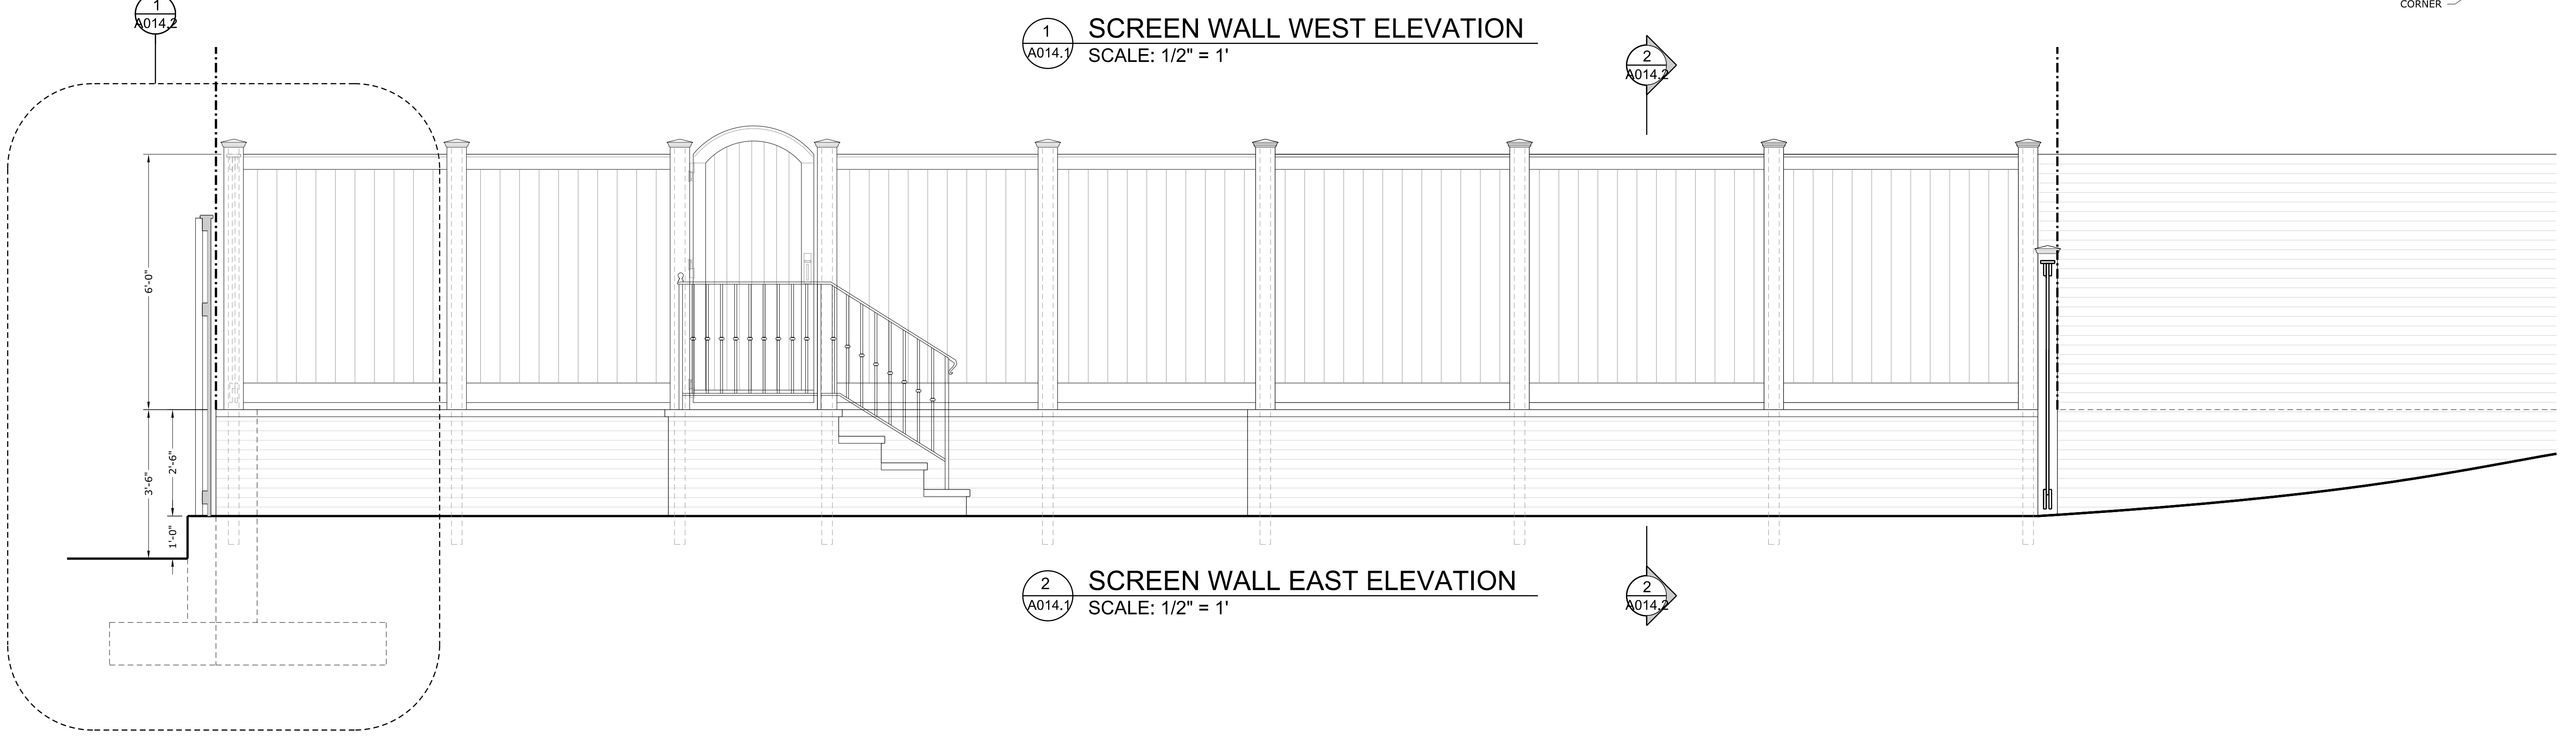 1
A014.2
CORNER
1
A014.1
SCREEN WALL WEST ELEVATION
SCALE: 1/2" = 1'
2
A014.2
6'-0"
3'-6"
2'-6"
1'-0"
2
A014.1
SCREEN WALL EAST ELEVATION
SCALE: 1/2" = 1'
2
A014.2